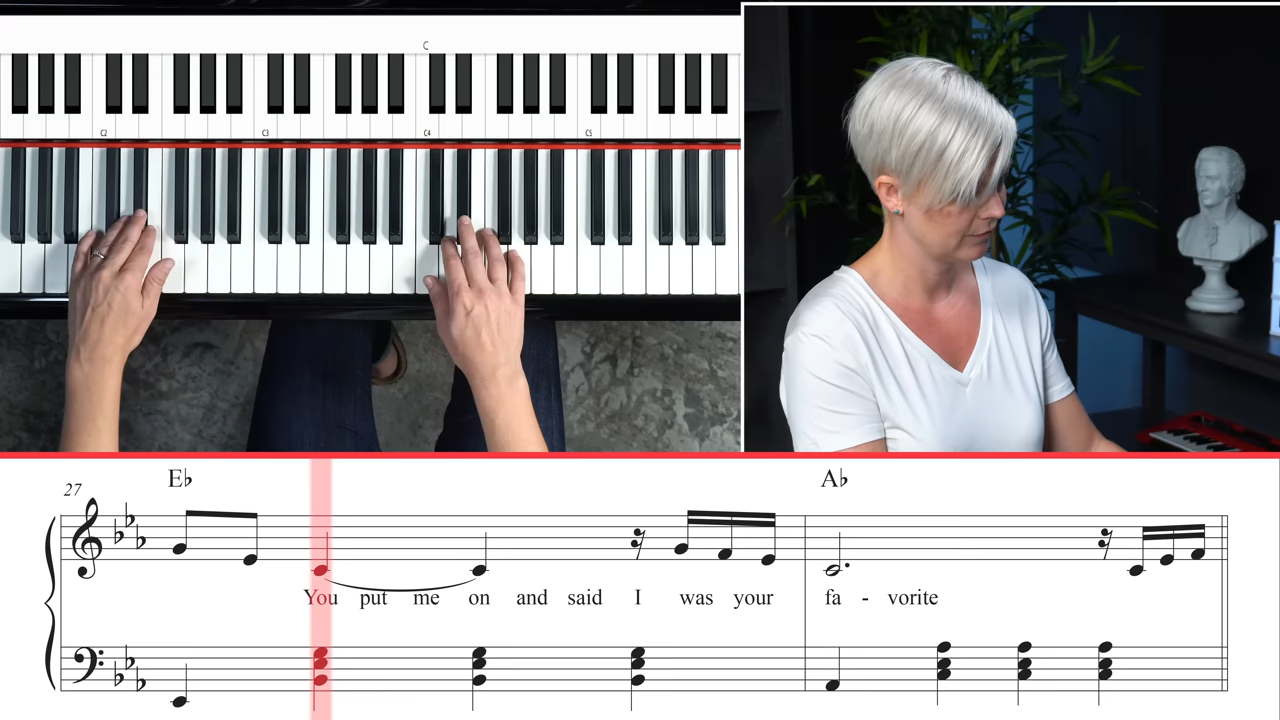 C
C2 C3 C4 C5
27 E♭ A♭
You put me on and said I was your fa - vorite